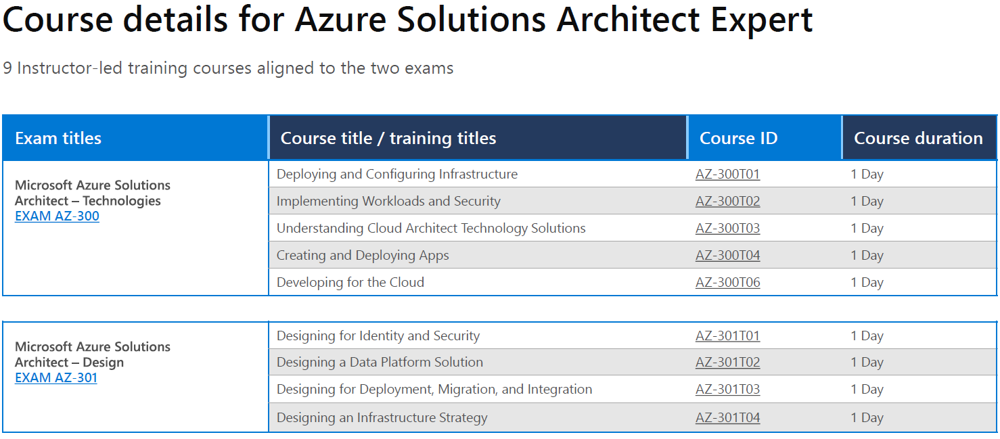 Course details for Azure Solutions Architect Expert
9 Instructor-led training courses aligned to the two exams
Exam titles Course title / training titles Course ID Course duration
Microsoft Azure Solutions
Architect – Technologies
EXAM AZ-300
Deploying and Configuring Infrastructure AZ-300T01 1 Day
Implementing Workloads and Security AZ-300T02 1 Day
Understanding Cloud Architect Technology Solutions AZ-300T03 1 Day
Creating and Deploying Apps AZ-300T04 1 Day
Developing for the Cloud AZ-300T06 1 Day
Microsoft Azure Solutions
Architect – Design
EXAM AZ-301
Designing for Identity and Security AZ-301T01 1 Day
Designing a Data Platform Solution AZ-301T02 1 Day
Designing for Deployment, Migration, and Integration AZ-301T03 1 Day
Designing an Infrastructure Strategy AZ-301T04 1 Day